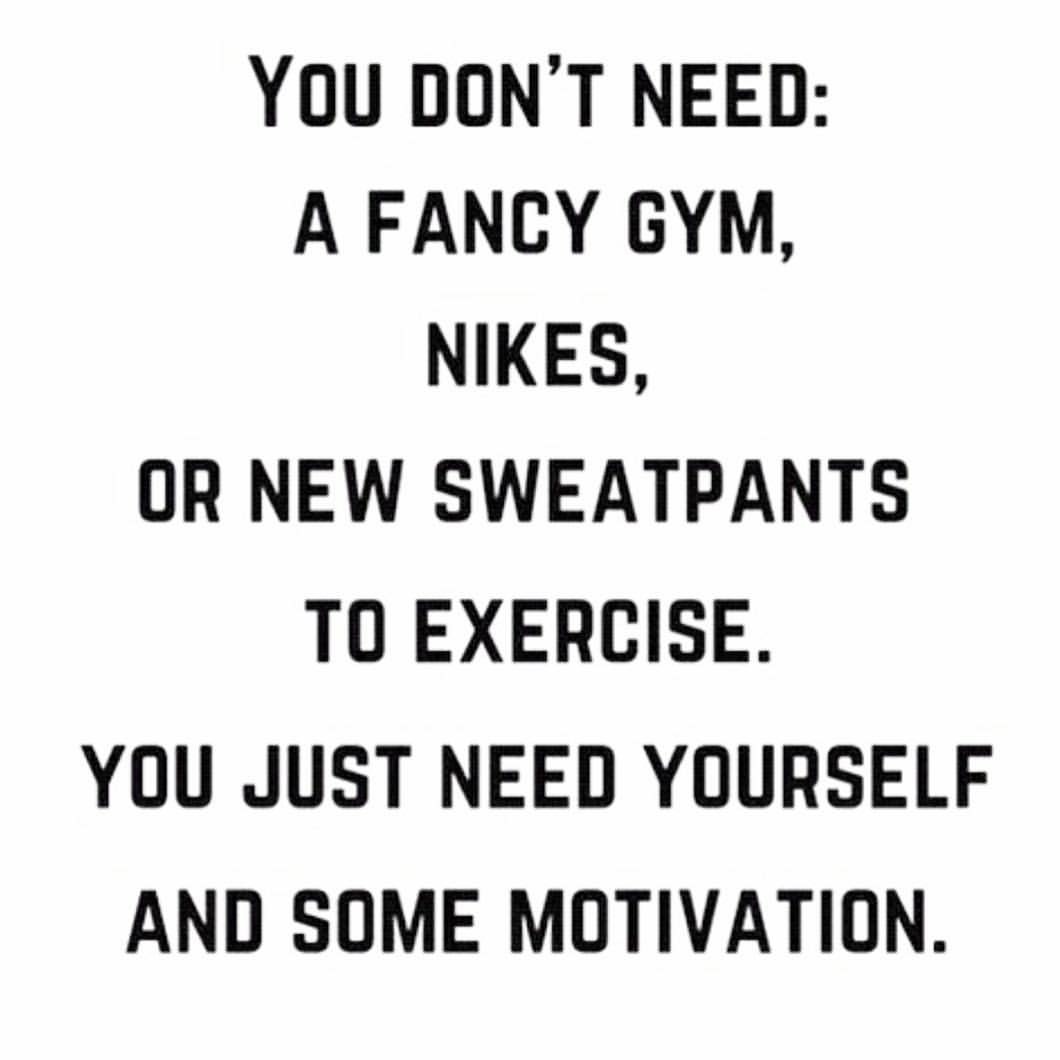 You don't need:
a fancy gym,
Nikes,
or new sweatpants
to exercise.
You just need yourself
and some motivation.